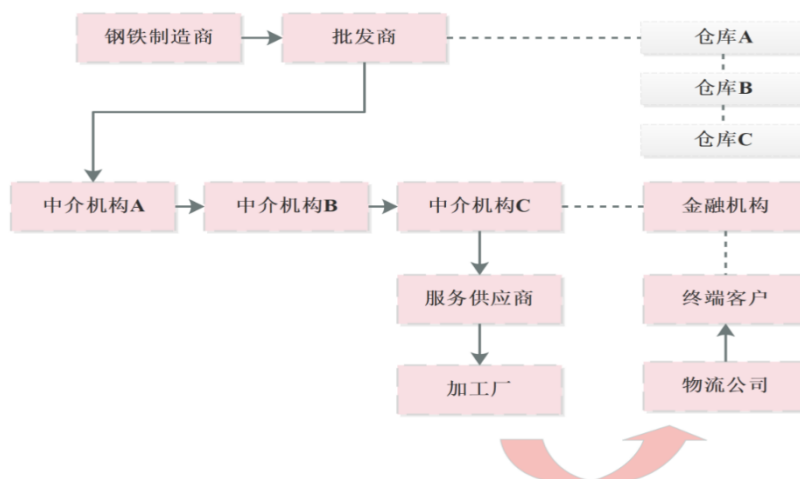 钢铁制造商
批发商
仓库A
仓库B
仓库C
中介机构A
中介机构B
中介机构C
金融机构
服务供应商
终端客户
加工厂
物流公司